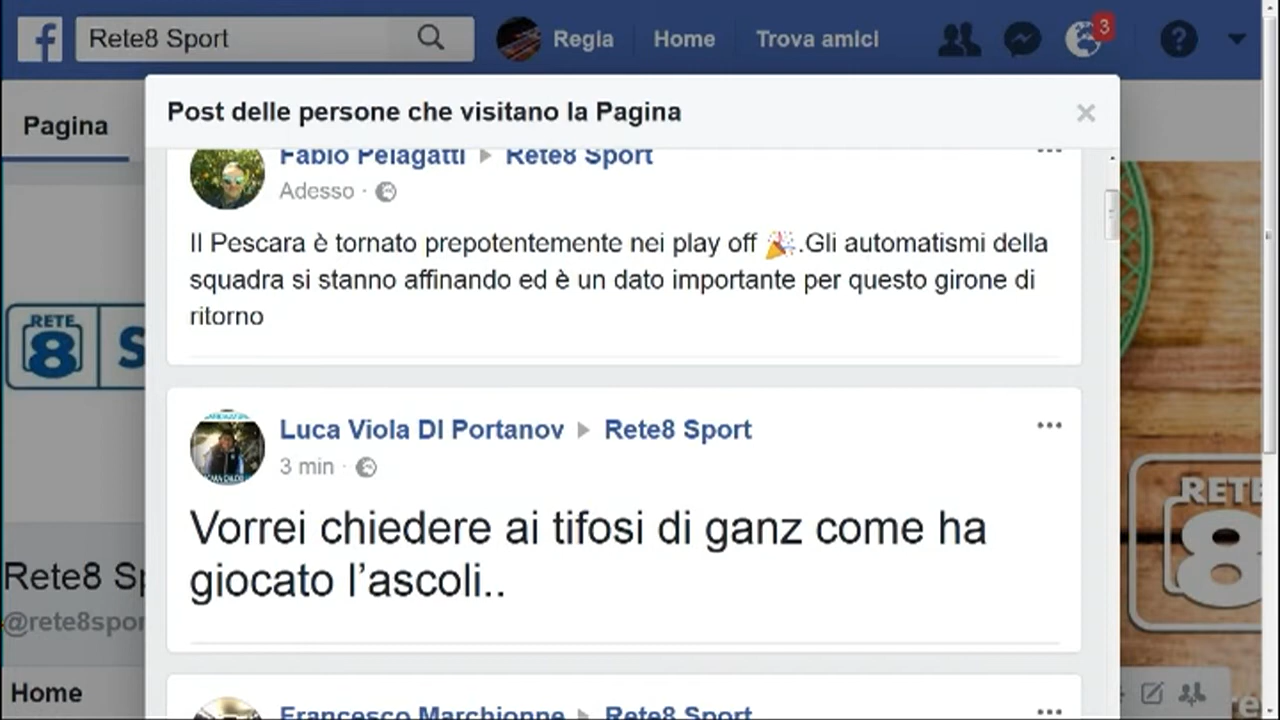 Rete8 Sport
Regia
Home
Trova amici
3
?
Pagina
Post delle persone che visitano la Pagina
Fabio Pelagatti ▶ Rete8 Sport
Adesso ·
Il Pescara è tornato prepotentemente nei play off 🎉.Gli automatismi della
squadra si stanno affinando ed è un dato importante per questo girone di
ritorno
RETE
8
S
Luca Viola DI Portanov ▶ Rete8 Sport
3 min ·
Vorrei chiedere ai tifosi di ganz come ha
giocato l’ascoli..
RETE
8
Rete8 Sp
@rete8spor
Home
Francesco Marchionne ▶ Rete8 Sport